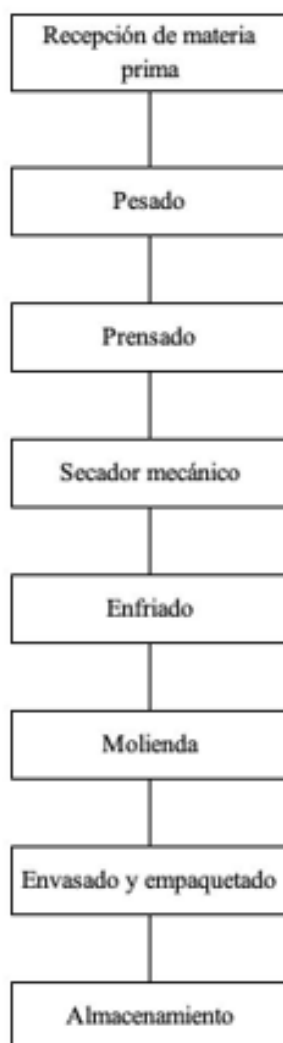 Recepción de materia
prima
Pesado
Prensado
Secador mecánico
Enfriado
Molienda
Envasado y empaquetado
Almacenamiento